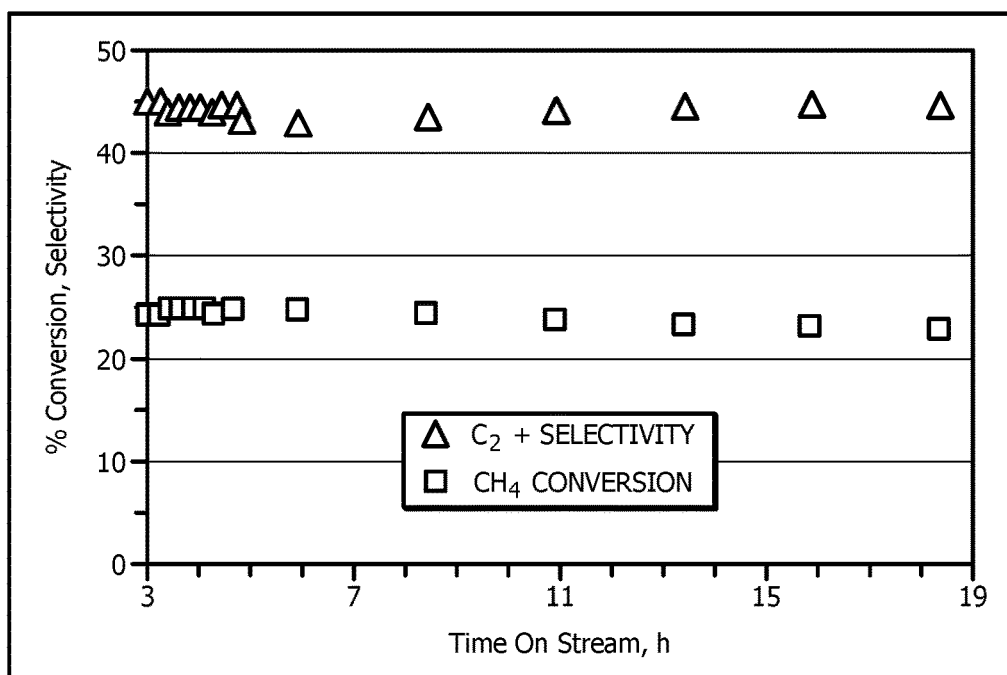 50
40
30
20
10
0
% Conversion, Selectivity
C₂ + SELECTIVITY
CH₄ CONVERSION
3 7 11 15 19
Time On Stream, h